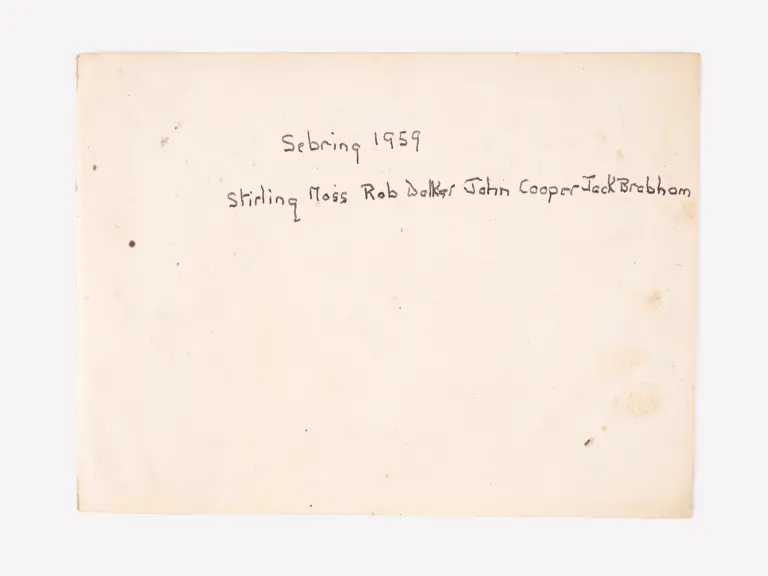 Sebring 1959
Stirling Moss Rob Walker John Cooper Jack Brabham